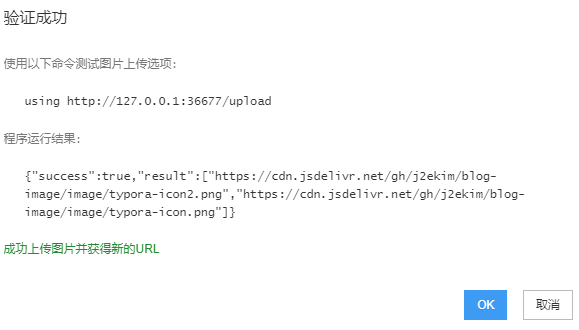 验证成功
使用以下命令测试图片上传选项:
using http://127.0.0.1:36677/upload
程序运行结果:
{"success":true,"result":["https://cdn.jsdelivr.net/gh/j2ekim/blog-
image/image/typora-icon2.png","https://cdn.jsdelivr.net/gh/j2ekim/blog-
image/image/typora-icon.png"]}
成功上传图片并获得新的URL
OK
取消